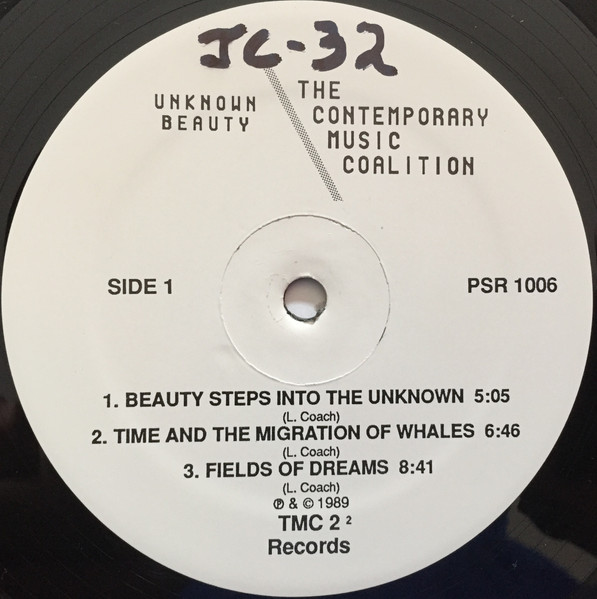 JC-32
UNKNOWN
BEAUTY
THE
CONTEMPORARY
MUSIC
COALITION
SIDE 1
PSR 1006
1. BEAUTY STEPS INTO THE UNKNOWN 5:05
(L. Coach)
2. TIME AND THE MIGRATION OF WHALES 6:46
(L. Coach)
3. FIELDS OF DREAMS 8:41
(L. Coach)
℗ & © 1989
TMC 2 ²
Records